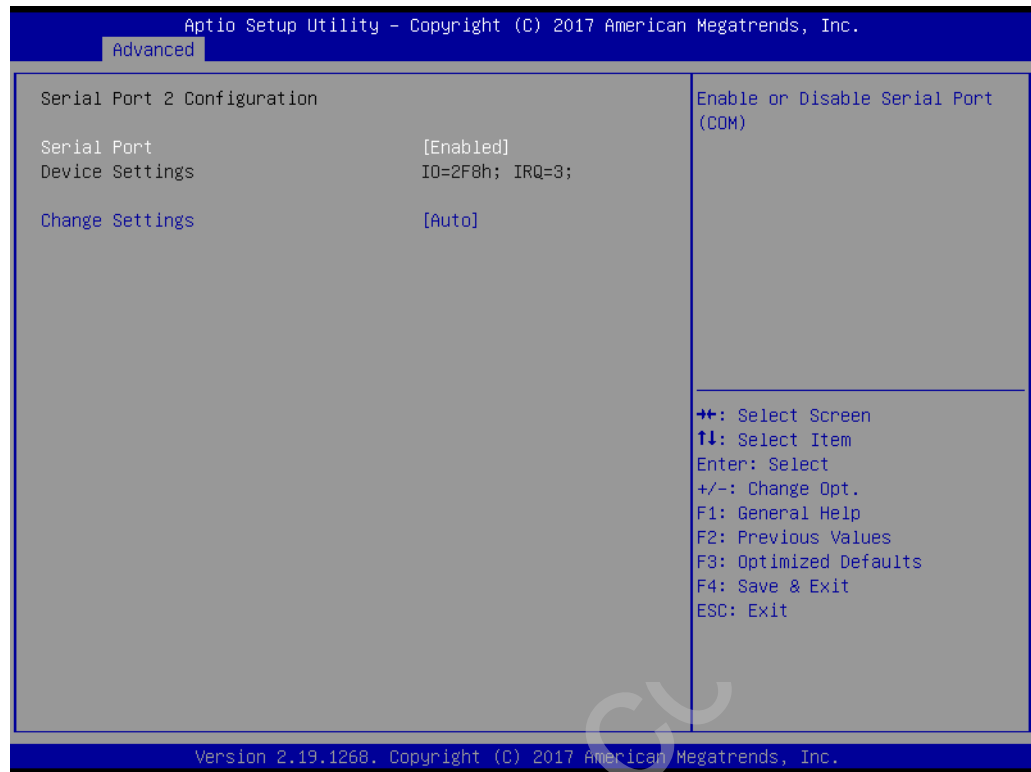 Aptio Setup Utility – Copyright (C) 2017 American Megatrends, Inc.
Advanced
Serial Port 2 Configuration
Serial Port [Enabled]
Device Settings IO=2F8h; IRQ=3;
Change Settings [Auto]
Enable or Disable Serial Port
(COM)
→←: Select Screen
↑↓: Select Item
Enter: Select
+/-: Change Opt.
F1: General Help
F2: Previous Values
F3: Optimized Defaults
F4: Save & Exit
ESC: Exit
Version 2.19.1268. Copyright (C) 2017 American Megatrends, Inc.